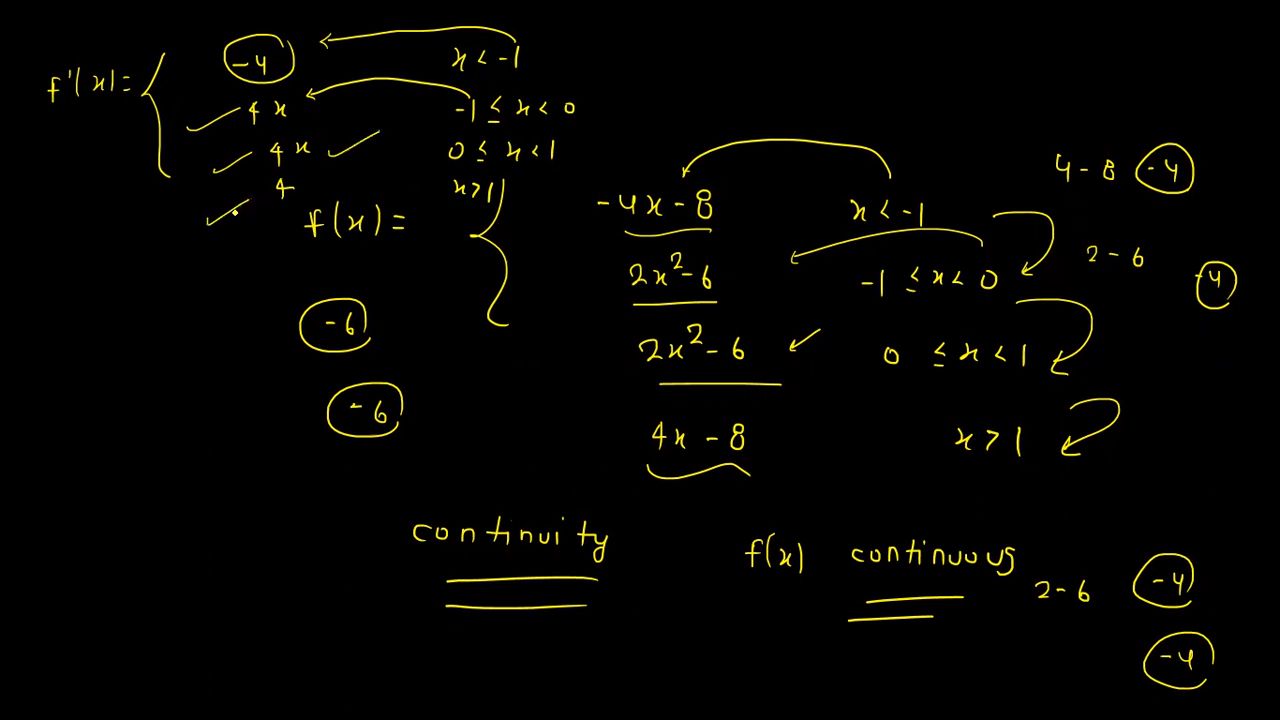 f'(x) = { -4 x < -1
4x -1 ≤ x < 0
4x 0 ≤ x < 1
4 x > 1
4 - 8 -4
f(x) = { -4x - 8 x < -1
2x² - 6 -1 ≤ x < 0
2 - 6 -4
2x² - 6 0 ≤ x < 1
4x - 8 x > 1
-6
-6
continuity f(x) continuous
2 - 6 -4
-4